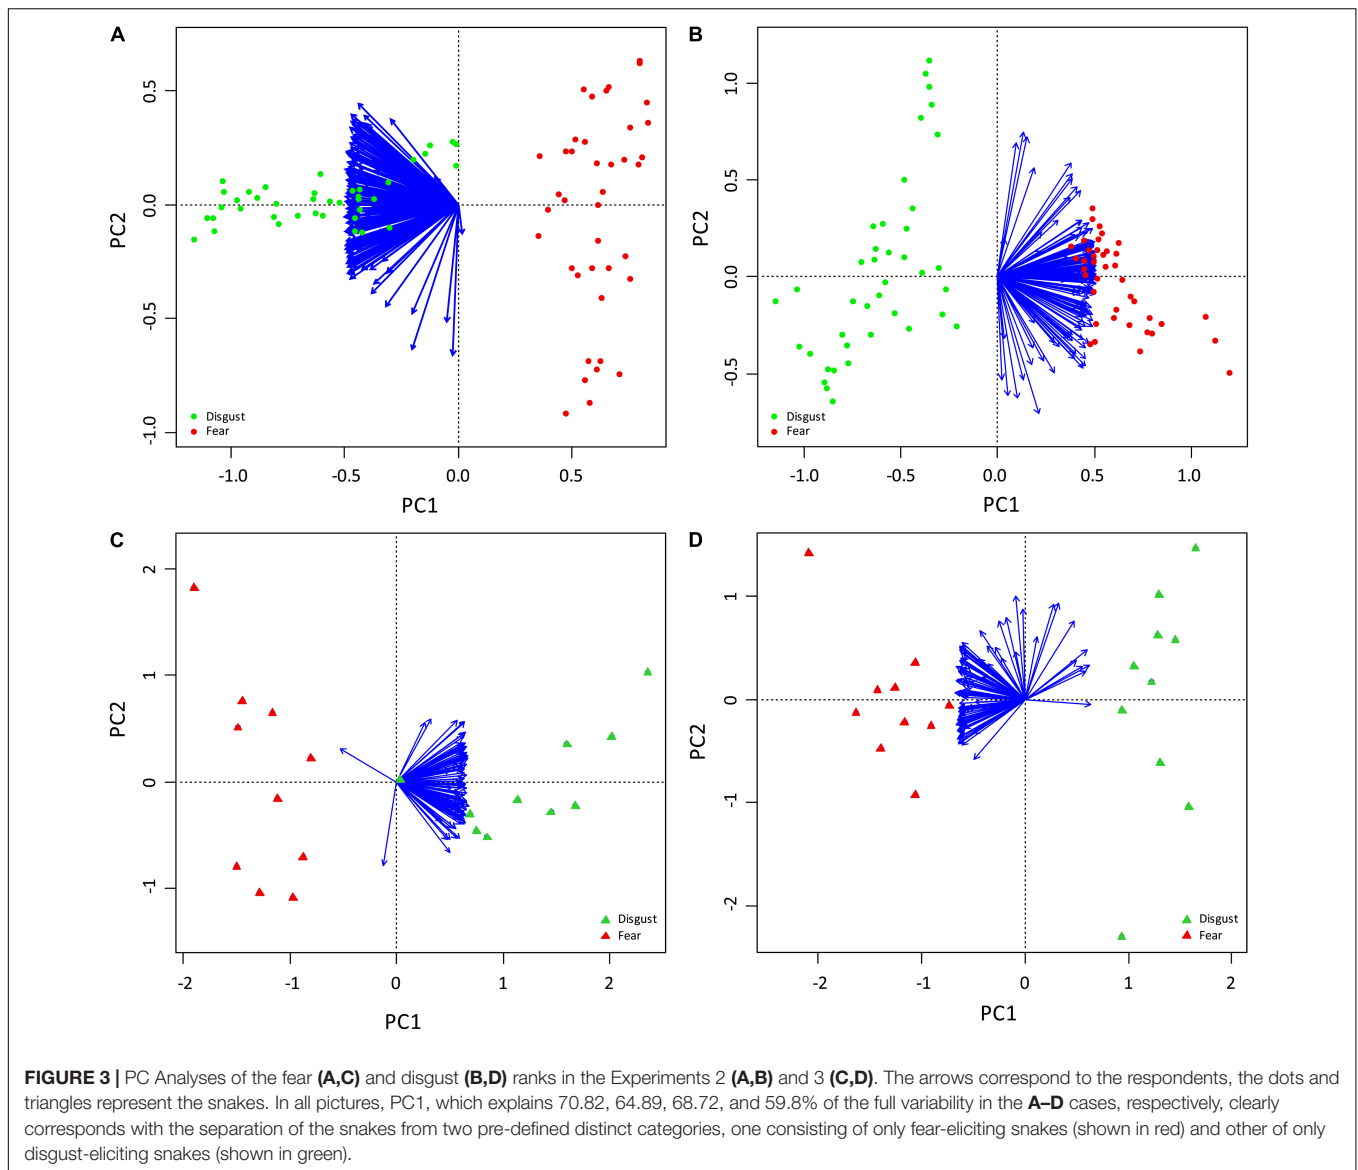 A
PC2
0.5
0.0
-0.5
-1.0
Disgust
Fear
-1.0
-0.5
0.0
0.5
PC1
B
PC2
1.0
0.5
0.0
-0.5
Disgust
Fear
-1.0
-0.5
0.0
0.5
1.0
PC1
C
PC2
2
1
0
-1
Disgust
Fear
-2
-1
0
1
2
PC1
D
PC2
1
0
-1
-2
Disgust
Fear
-2
-1
0
1
2
PC1
FIGURE 3 | PC Analyses of the fear (A,C) and disgust (B,D) ranks in the Experiments 2 (A,B) and 3 (C,D). The arrows correspond to the respondents, the dots and
triangles represent the snakes. In all pictures, PC1, which explains 70.82, 64.89, 68.72, and 59.8% of the full variability in the A–D cases, respectively, clearly
corresponds with the separation of the snakes from two pre-defined distinct categories, one consisting of only fear-eliciting snakes (shown in red) and other of only
disgust-eliciting snakes (shown in green).